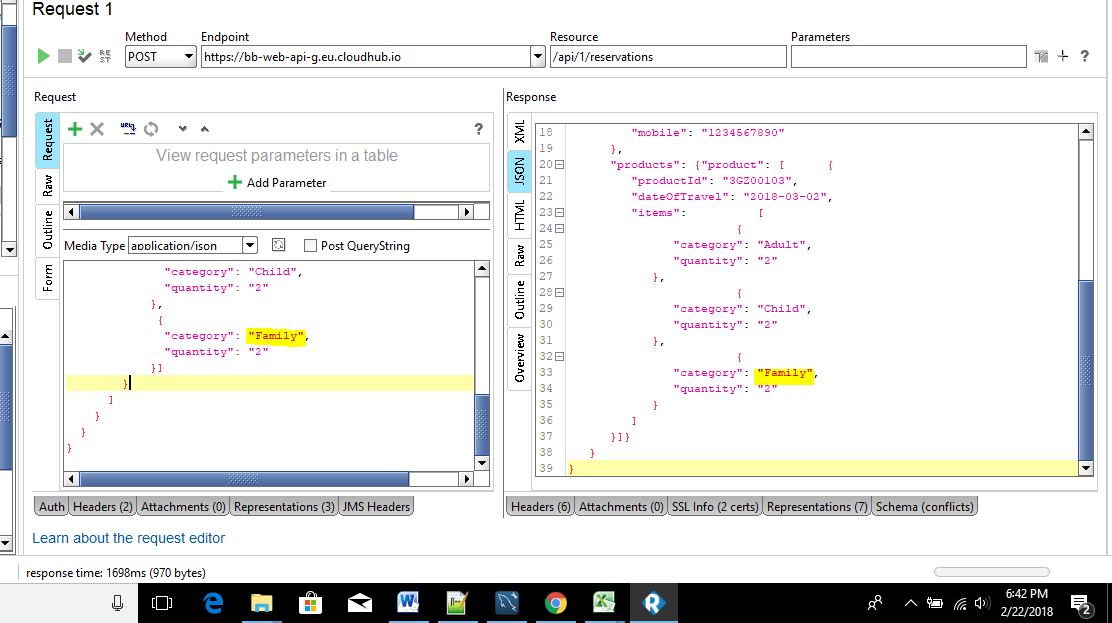 Request 1
Method
Endpoint
Resource
Parameters
RE
ST
POST
https://bb-web-api-g.eu.cloudhub.io
/api/1/reservations
?
Request
Request
Raw
Outline
Form
?
View request parameters in a table
Add Parameter
Media Type application/json
Post QueryString
"category": "Child",
"quantity": "2"
},
{
"category": "Family",
"quantity": "2"
}]
}
]
}
}
}
Auth
Headers (2)
Attachments (0)
Representations (3)
JMS Headers
Response
XML
JSON
HTML
Raw
Outline
Overview
18 "mobile": "1234567890"
19 },
20 "products": {"product": [ {
21 "productId": "3GZ00103",
22 "dateOfTravel": "2018-03-02",
23 "items": [
24 {
25 "category": "Adult",
26 "quantity": "2"
27 },
28 {
29 "category": "Child",
30 "quantity": "2"
31 },
32 {
33 "category": "Family",
34 "quantity": "2"
35 }
36 ]
37 }]}
38 }
39 }
Headers (6)
Attachments (0)
SSL Info (2 certs)
Representations (7)
Schema (conflicts)
Learn about the request editor
response time: 1698ms (970 bytes)
6:42 PM
2/22/2018
2